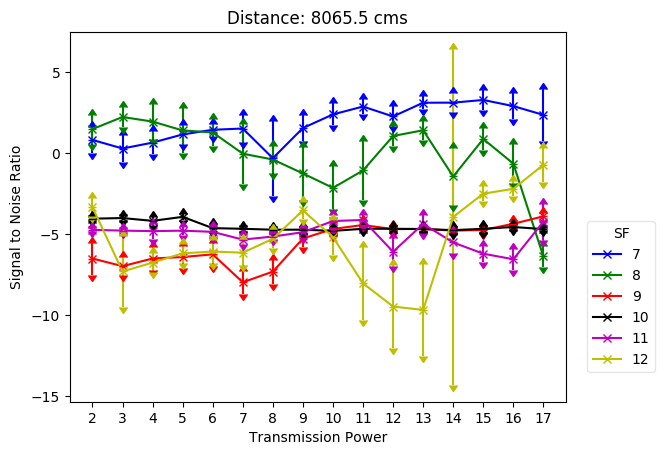 Distance: 8065.5 cms
Signal to Noise Ratio
5
0
−5
−10
−15
2 3 4 5 6 7 8 9 10 11 12 13 14 15 16 17
Transmission Power
SF
7
8
9
10
11
12